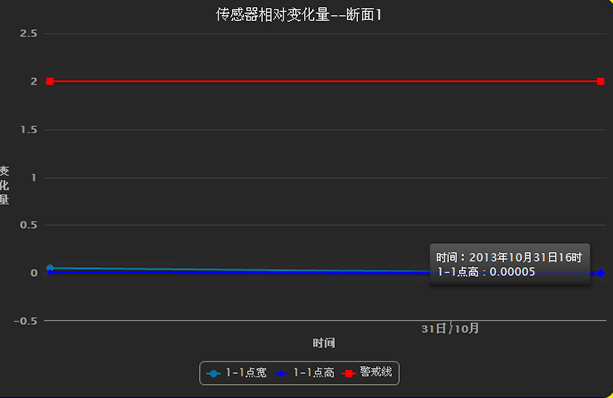 传感器相对变化量--断面1
2.5
2
1.5
1
0.5
0
-0.5
变化量
时间：2013年10月31日16时
1-1点高：0.00005
31日/10月
时间
1-1点宽 1-1点高 警戒线